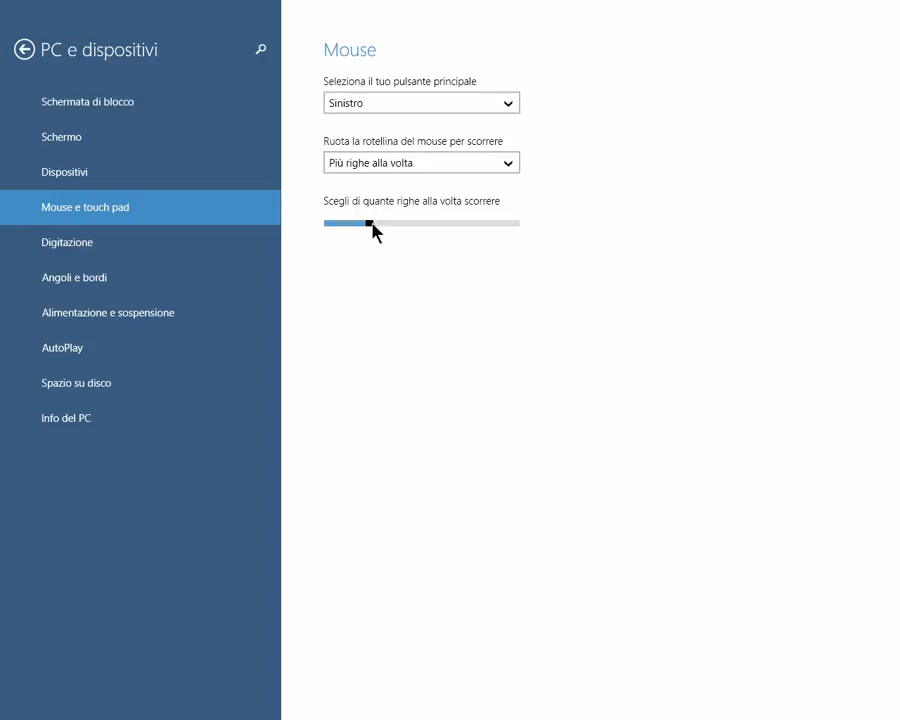 PC e dispositivi
Schermata di blocco
Schermo
Dispositivi
Mouse e touch pad
Digitazione
Angoli e bordi
Alimentazione e sospensione
AutoPlay
Spazio su disco
Info del PC
Mouse
Seleziona il tuo pulsante principale
Sinistro
Ruota la rotellina del mouse per scorrere
Più righe alla volta
Scegli di quante righe alla volta scorrere